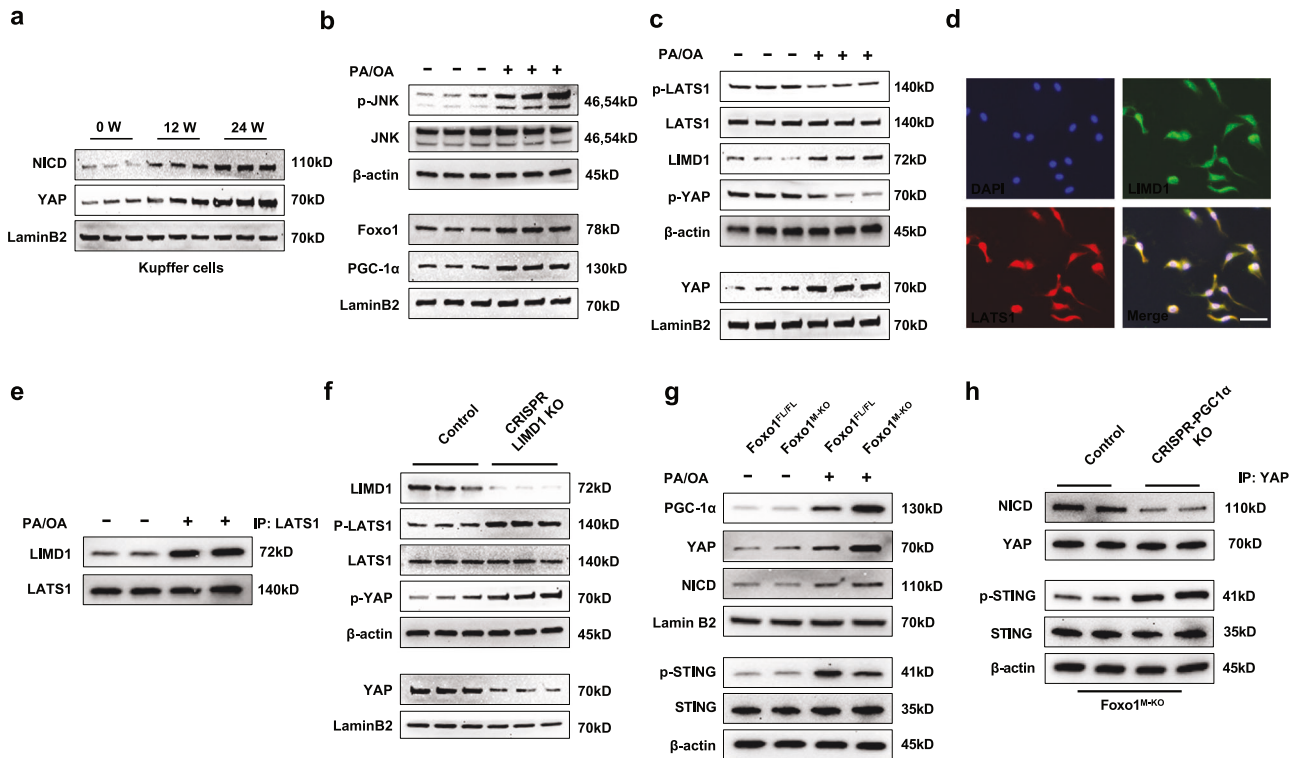 a
0 W 12 W 24 W
NICD 110kD
YAP 70kD
LaminB2 70kD
Kupffer cells
b
PA/OA − − − + + +
p-JNK 46,54kD
JNK 46,54kD
β-actin 45kD
Foxo1 78kD
PGC-1α 130kD
LaminB2 70kD
c
PA/OA − − − + + +
p-LATS1 140kD
LATS1 140kD
LIMD1 72kD
p-YAP 70kD
β-actin 45kD
YAP 70kD
LaminB2 70kD
d
DAPI LIMD1
LATS1 Merge
e
PA/OA − − + + IP: LATS1
LIMD1 72kD
LATS1 140kD
f
Control CRISPR LIMD1 KO
LIMD1 72kD
P-LATS1 140kD
LATS1 140kD
p-YAP 70kD
β-actin 45kD
YAP 70kD
LaminB2 70kD
g
Foxo1FL/FL Foxo1M-KO Foxo1FL/FL Foxo1M-KO
PA/OA − − + +
PGC-1α 130kD
YAP 70kD
NICD 110kD
Lamin B2 70kD
p-STING 41kD
STING 35kD
β-actin 45kD
h
Control CRISPR-PGC1α KO
IP: YAP
NICD 110kD
YAP 70kD
p-STING 41kD
STING 35kD
β-actin 45kD
Foxo1M-KO